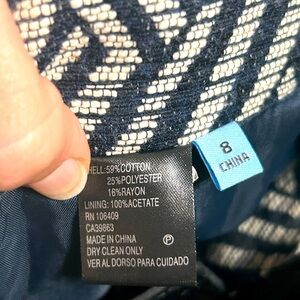 SHELL: 59%COTTON
25%POLYESTER
16%RAYON
LINING: 100%ACETATE
RN 106409
CA39863
MADE IN CHINA
DRY CLEAN ONLY
VER AL DORSO PARA CUIDADO
P
8
CHINA